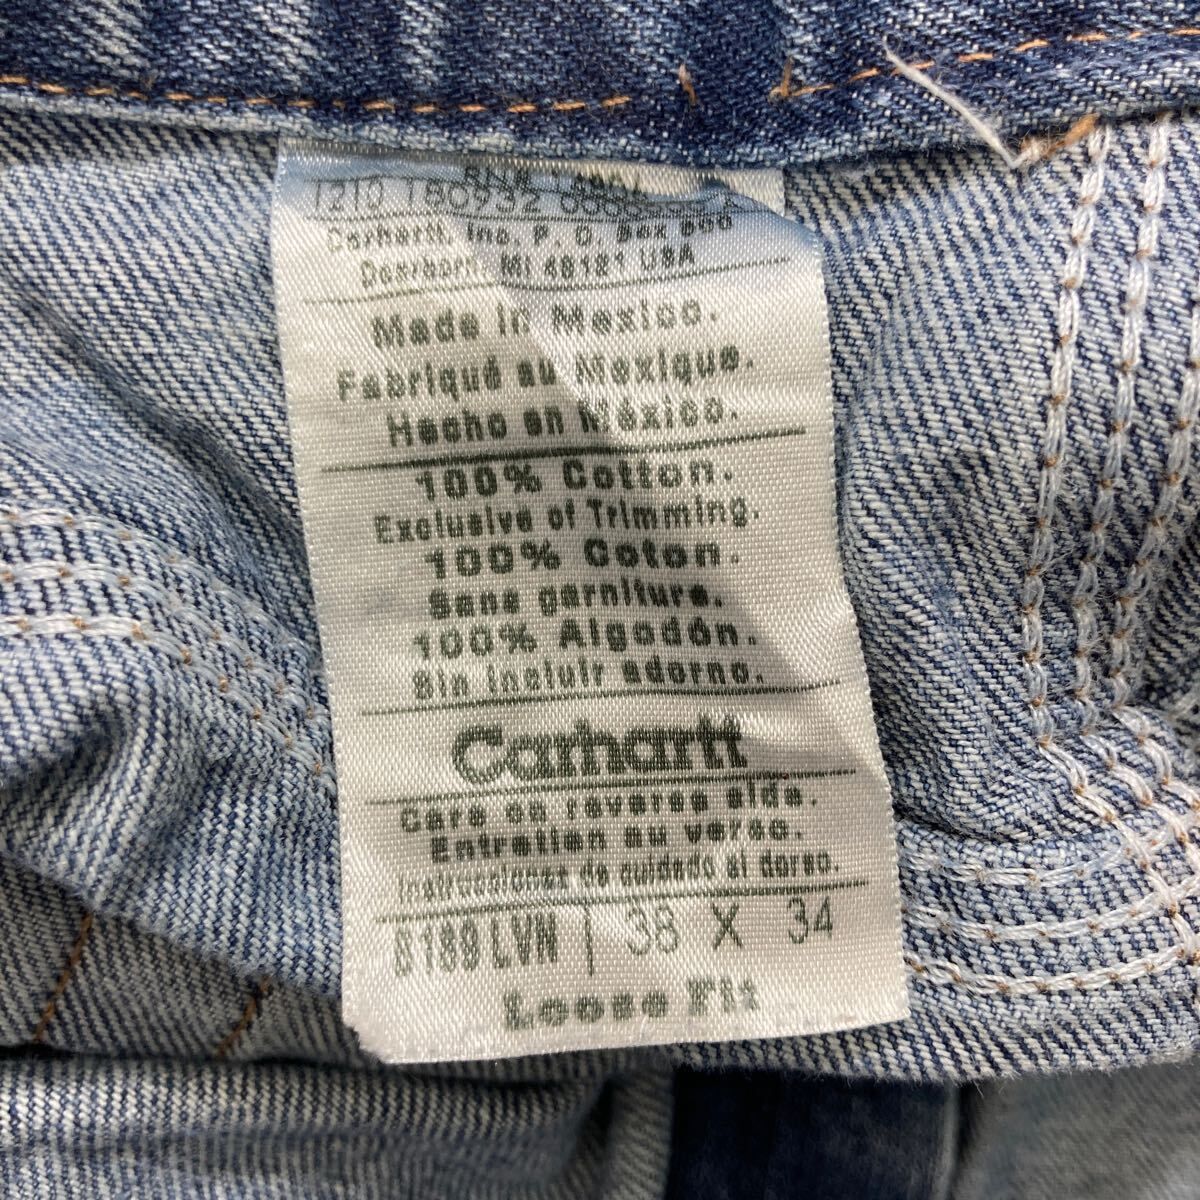 1210 180932
Carhartt, Inc. P. O. Box 600
Dearborn, MI 48121 USA
Made in Mexico.
Fabriqué au Mexique.
Hecho en México.
100% Cotton.
Exclusive of Trimming.
100% Coton.
Sans garniture.
100% Algodón.
Sin incluir adorno.
Carhartt
Care on reverse side.
Entretien au verso.
Instrucciones de cuidado al dorso.
B189LVN | 38 X 34
Loose Fit